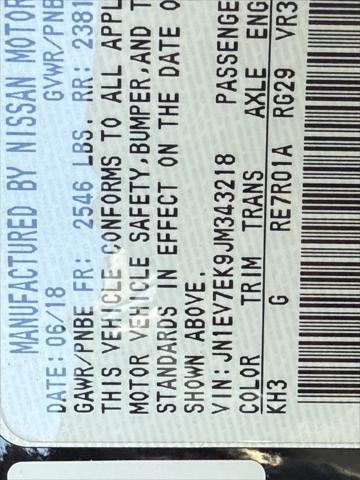 MANUFACTURED BY NISSAN MOTOR
DATE: 06/18 GVWR/PNB
GAWR/PNBE FR: 2546 LBS. RR: 2381
THIS VEHICLE CONFORMS TO ALL APPL
MOTOR VEHICLE SAFETY, BUMPER, AND T
STANDARDS IN EFFECT ON THE DATE O
SHOWN ABOVE.
VIN: JN1EV7EK9JM343218 PASSENGE
COLOR TRIM TRANS AXLE ENG
KH3 G RE7R01A RG29 VR3